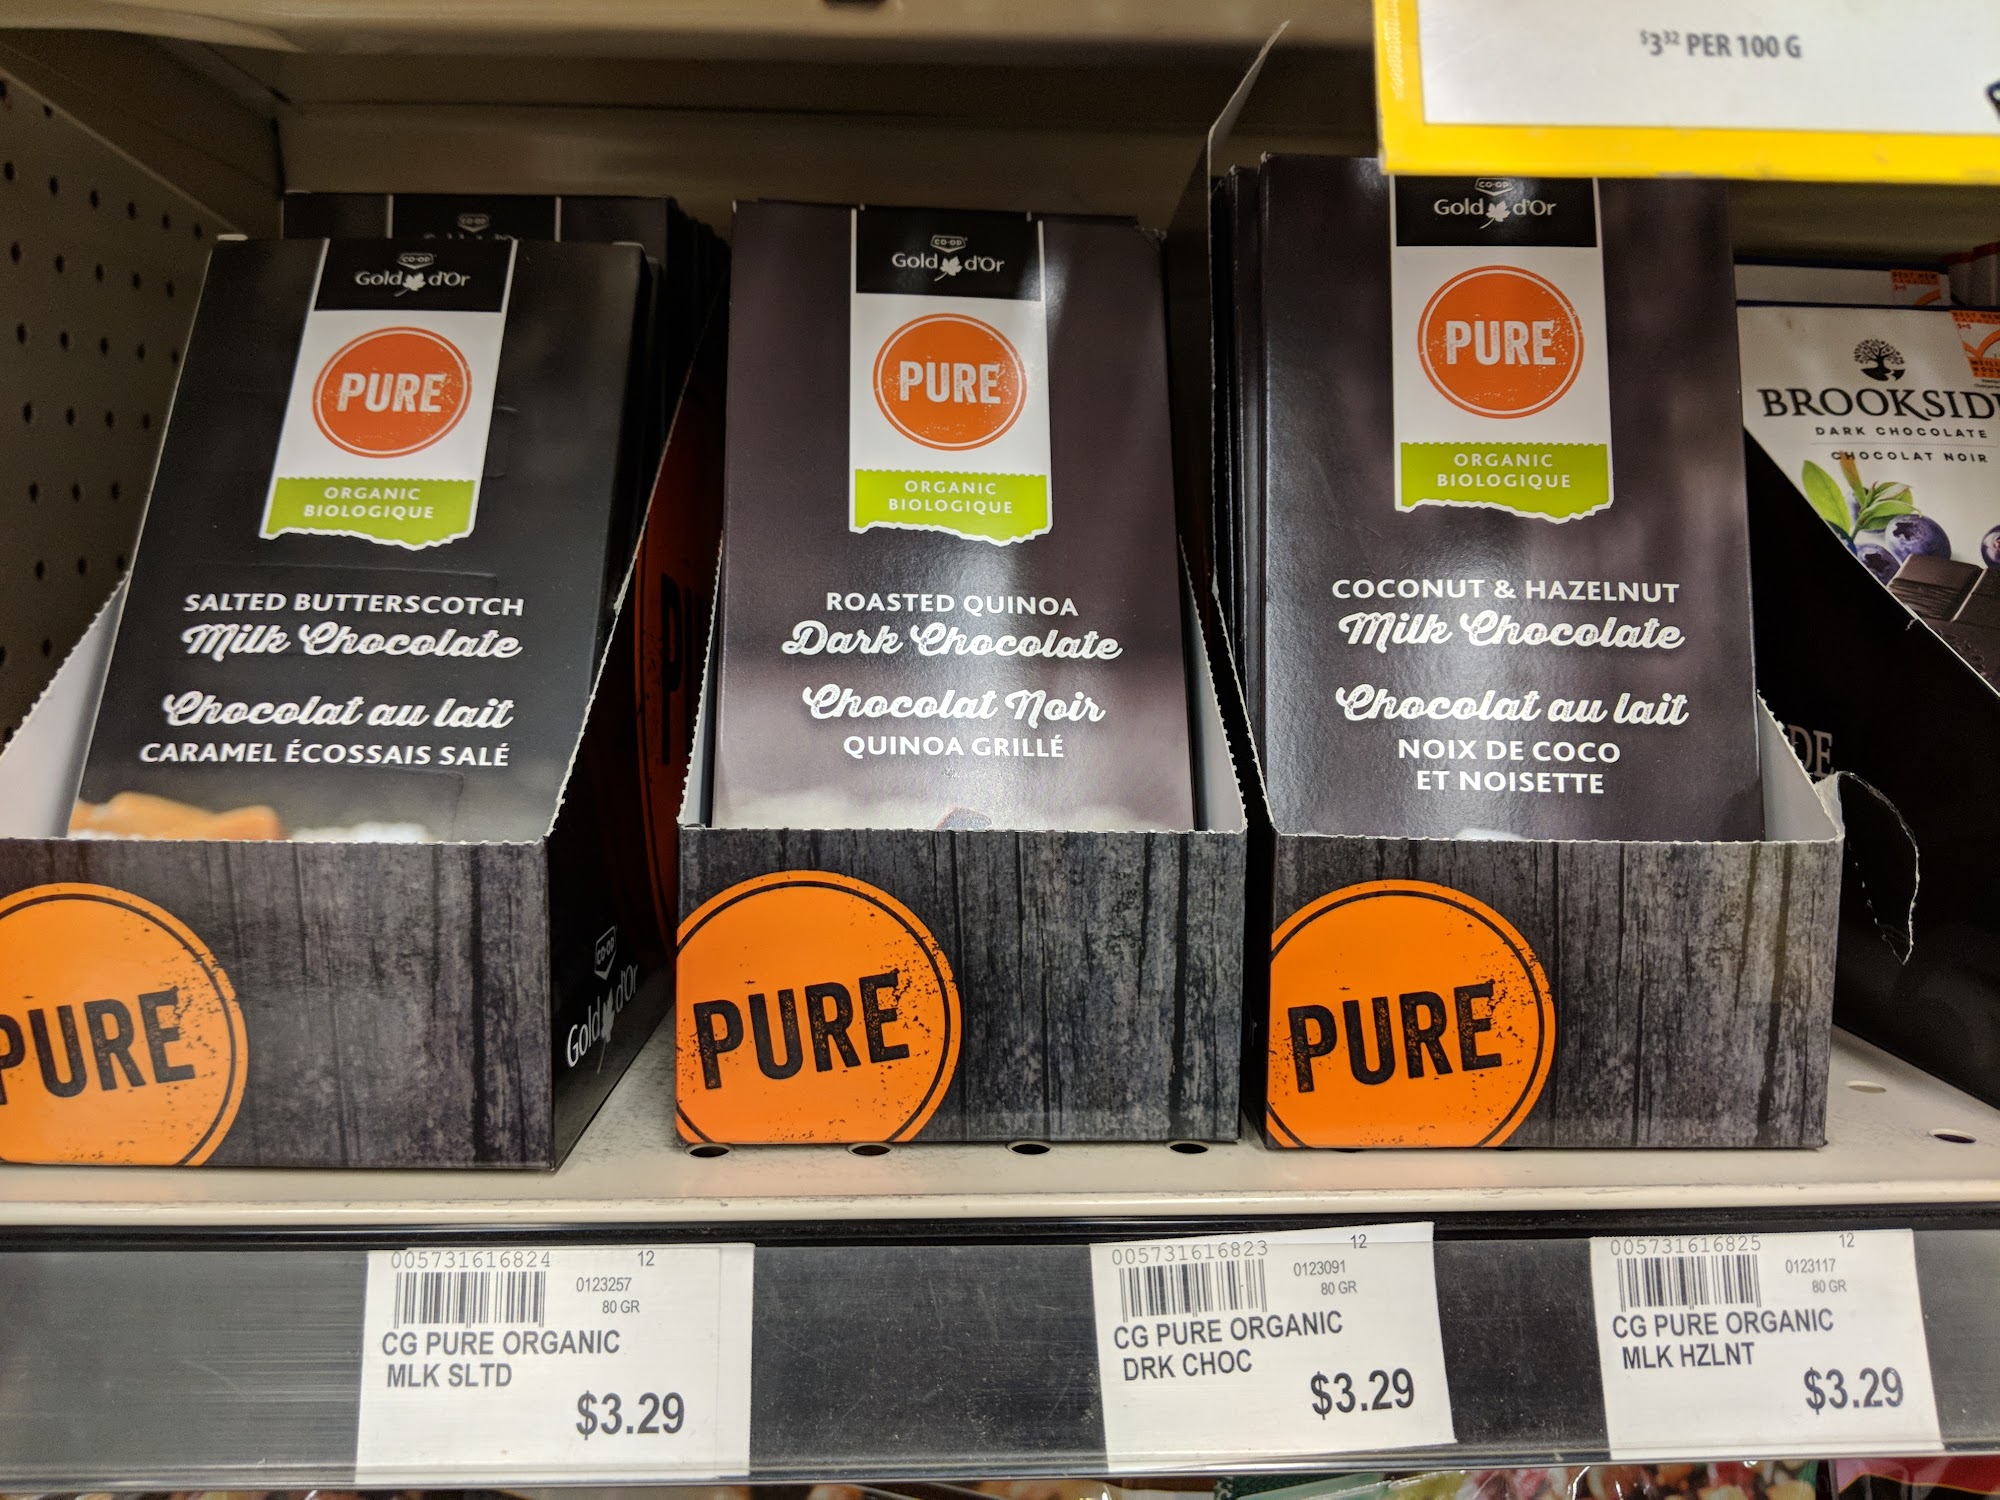 $3.32 PER 100 G
CO-OP
Gold d'Or
PURE
ORGANIC
BIOLOGIQUE
SALTED BUTTERSCOTCH
Milk Chocolate
Chocolat au lait
CARAMEL ÉCOSSAIS SALÉ
CO-OP
Gold d'Or
PURE
ORGANIC
BIOLOGIQUE
ROASTED QUINOA
Dark Chocolate
Chocolat Noir
QUINOA GRILLÉ
CO-OP
Gold d'Or
PURE
ORGANIC
BIOLOGIQUE
COCONUT & HAZELNUT
Milk Chocolate
Chocolat au lait
NOIX DE COCO
ET NOISETTE
BROOKSIDE
DARK CHOCOLATE
CHOCOLAT NOIR
PURE
CO-OP
Gold d'Or
PURE
PURE
005731616824 12
0123257
80 GR
CG PURE ORGANIC
MLK SLTD
$3.29
005731616823 12
0123091
80 GR
CG PURE ORGANIC
DRK CHOC
$3.29
005731616825 12
0123117
80 GR
CG PURE ORGANIC
MLK HZLNT
$3.29